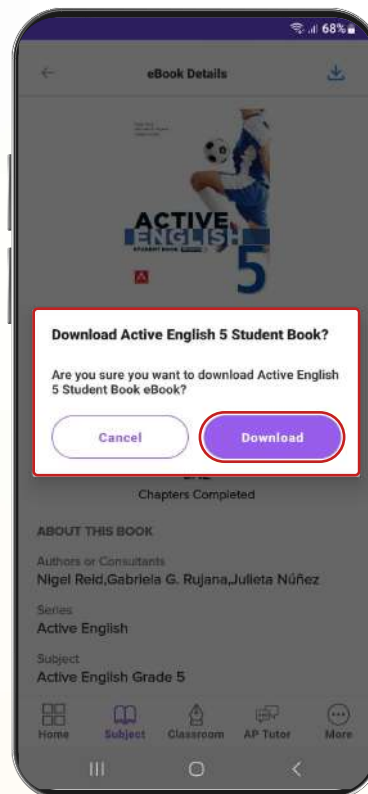 68%
eBook Details
ACTIVE
ENGLISH
5
Download Active English 5 Student Book?
Are you sure you want to download Active English
5 Student Book eBook?
Cancel
Download
Chapters Completed
ABOUT THIS BOOK
Authors or Consultants
Nigel Reid,Gabriela G. Rujana,Julieta Núñez
Series
Active English
Subject
Active English Grade 5
Home
Subject
Classroom
AP Tutor
More